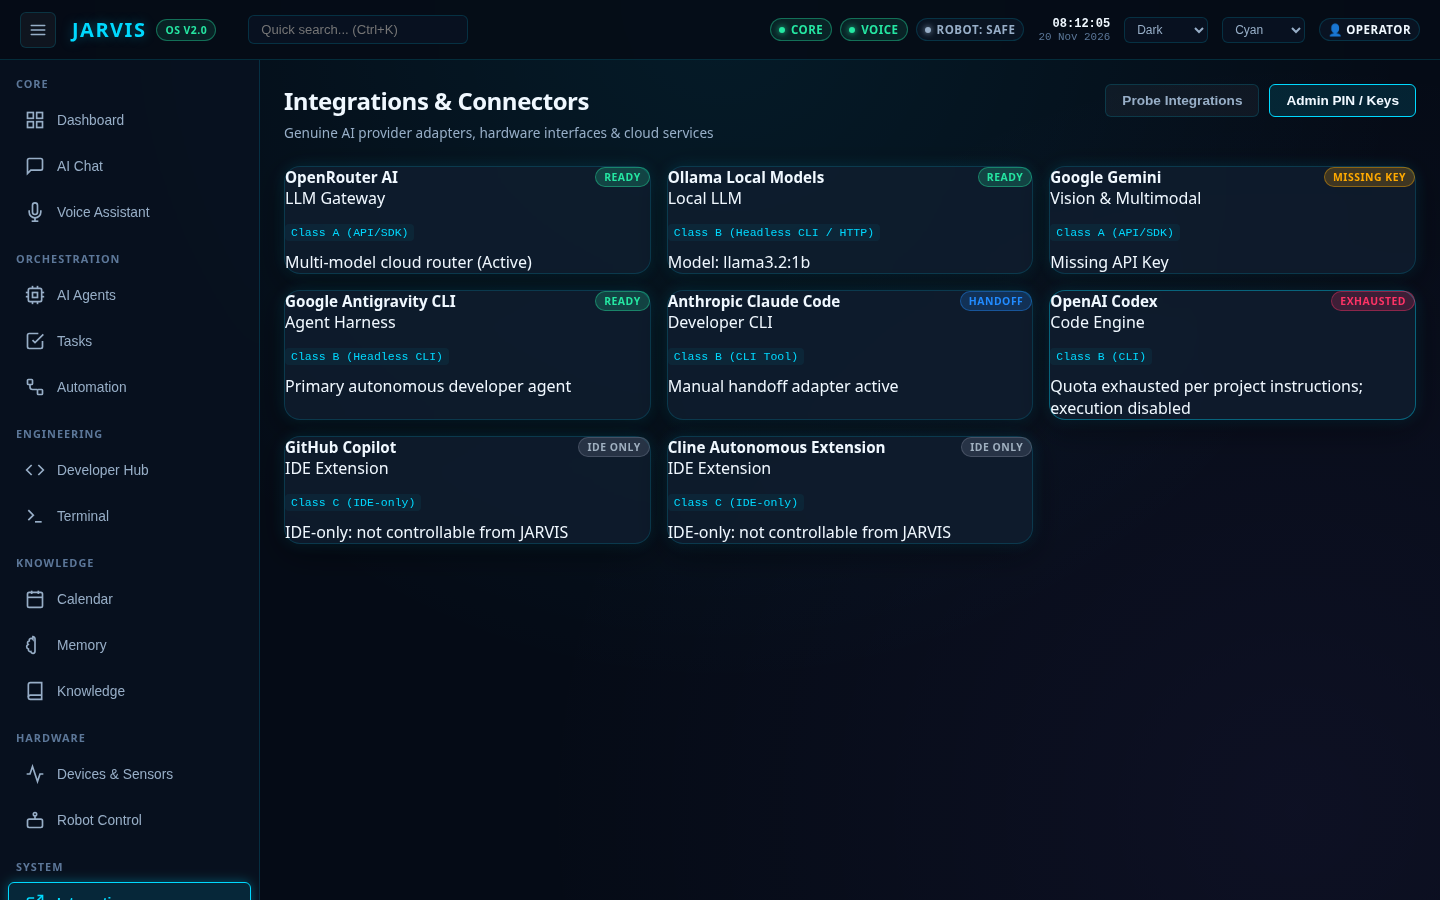 JARVIS
OS V2.0
Quick search... (Ctrl+K)
CORE
VOICE
ROBOT: SAFE
08:12:05
20 Nov 2026
Dark
Cyan
👤 OPERATOR
CORE
Dashboard
AI Chat
Voice Assistant
ORCHESTRATION
AI Agents
Tasks
Automation
ENGINEERING
Developer Hub
Terminal
KNOWLEDGE
Calendar
Memory
Knowledge
HARDWARE
Devices & Sensors
Robot Control
SYSTEM
Integrations & Connectors
Genuine AI provider adapters, hardware interfaces & cloud services
Probe Integrations
Admin PIN / Keys
OpenRouter AI
READY
LLM Gateway
Class A (API/SDK)
Multi-model cloud router (Active)
Ollama Local Models
READY
Local LLM
Class B (Headless CLI / HTTP)
Model: llama3.2:1b
Google Gemini
MISSING KEY
Vision & Multimodal
Class A (API/SDK)
Missing API Key
Google Antigravity CLI
READY
Agent Harness
Class B (Headless CLI)
Primary autonomous developer agent
Anthropic Claude Code
HANDOFF
Developer CLI
Class B (CLI Tool)
Manual handoff adapter active
OpenAI Codex
EXHAUSTED
Code Engine
Class B (CLI)
Quota exhausted per project instructions;
execution disabled
GitHub Copilot
IDE ONLY
IDE Extension
Class C (IDE-only)
IDE-only: not controllable from JARVIS
Cline Autonomous Extension
IDE ONLY
IDE Extension
Class C (IDE-only)
IDE-only: not controllable from JARVIS